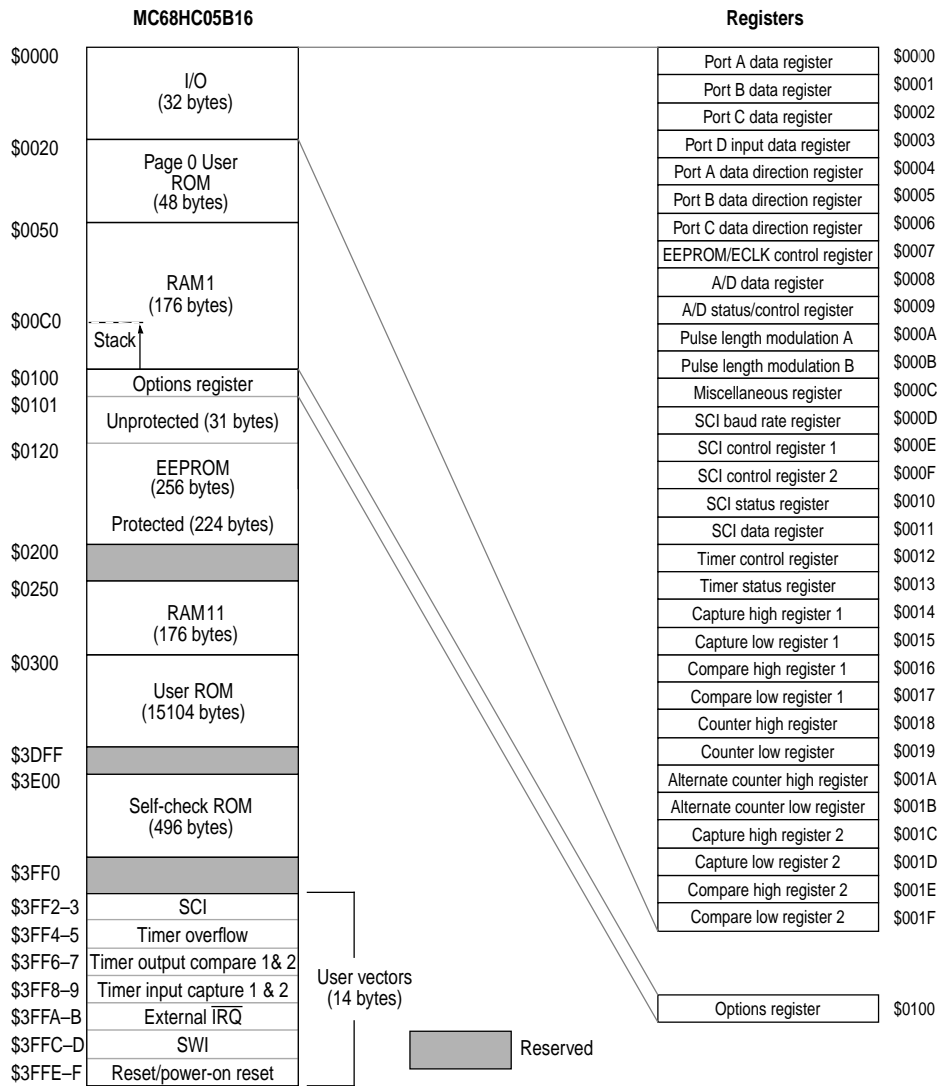 MC68HC05B16
$0000
I/O
(32 bytes)
$0020
Page 0 User
ROM
(48 bytes)
$0050
RAM1
(176 bytes)
$00C0
Stack
$0100
Options register
$0101
Unprotected (31 bytes)
$0120
EEPROM
(256 bytes)
Protected (224 bytes)
$0200
$0250
RAM11
(176 bytes)
$0300
User ROM
(15104 bytes)
$3DFF
$3E00
Self-check ROM
(496 bytes)
$3FF0
$3FF2–3 SCI
$3FF4–5 Timer overflow
$3FF6–7 Timer output compare 1& 2
$3FF8–9 Timer input capture 1 & 2
$3FFA–B External IRQ
$3FFC–D SWI
$3FFE–F Reset/power-on reset
User vectors
(14 bytes)
Reserved
Registers
Port A data register $0000
Port B data register $0001
Port C data register $0002
Port D input data register $0003
Port A data direction register $0004
Port B data direction register $0005
Port C data direction register $0006
EEPROM/ECLK control register $0007
A/D data register $0008
A/D status/control register $0009
Pulse length modulation A $000A
Pulse length modulation B $000B
Miscellaneous register $000C
SCI baud rate register $000D
SCI control register 1 $000E
SCI control register 2 $000F
SCI status register $0010
SCI data register $0011
Timer control register $0012
Timer status register $0013
Capture high register 1 $0014
Capture low register 1 $0015
Compare high register 1 $0016
Compare low register 1 $0017
Counter high register $0018
Counter low register $0019
Alternate counter high register $001A
Alternate counter low register $001B
Capture high register 2 $001C
Capture low register 2 $001D
Compare high register 2 $001E
Compare low register 2 $001F
Options register $0100